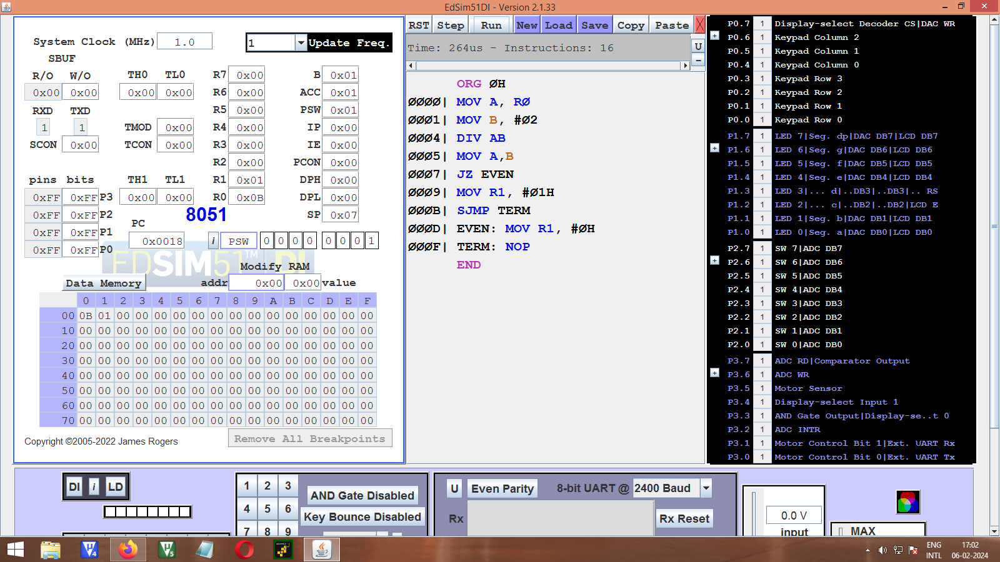 EdSim51DI - Version 2.1.33
System Clock (MHz) 1.0
1 Update Freq.
SBUF
R/O W/O TH0 TL0 R7 0x00 B 0x01
0x00 0x00 0x00 0x00 R6 0x00 ACC 0x01
RXD TXD R5 0x00 PSW 0x01
1 1 TMOD 0x00 R4 0x00 IP 0x00
SCON 0x00 TCON 0x00 R3 0x00 IE 0x00
R2 0x00 PCON 0x00
pins bits TH1 TL1 R1 0x01 DPH 0x00
0xFF 0xFF P3 0x00 0x00 R0 0x0B DPL 0x00
0xFF 0xFF P2 8051 SP 0x07
0xFF 0xFF P1 PC 0x0018 i PSW 0 0 0 0 0 0 0 1
0xFF 0xFF P0
EDSIM51™ DI
Modify RAM
Data Memory addr 0x00 0x00 value
0 1 2 3 4 5 6 7 8 9 A B C D E F
00 0B 01 00 00 00 00 00 00 00 00 00 00 00 00 00 00
10 00 00 00 00 00 00 00 00 00 00 00 00 00 00 00 00
20 00 00 00 00 00 00 00 00 00 00 00 00 00 00 00 00
30 00 00 00 00 00 00 00 00 00 00 00 00 00 00 00 00
40 00 00 00 00 00 00 00 00 00 00 00 00 00 00 00 00
50 00 00 00 00 00 00 00 00 00 00 00 00 00 00 00 00
60 00 00 00 00 00 00 00 00 00 00 00 00 00 00 00 00
70 00 00 00 00 00 00 00 00 00 00 00 00 00 00 00 00
Copyright ©2005-2022 James Rogers Remove All Breakpoints
RST Step Run New Load Save Copy Paste X
Time: 264us - Instructions: 16 U
-
ORG 0H
0000| MOV A, R0
0001| MOV B, #02
0004| DIV AB
0005| MOV A,B
0007| JZ EVEN
0009| MOV R1, #01H
000B| SJMP TERM
000D| EVEN: MOV R1, #0H
000F| TERM: NOP
END
P0.7 1 Display-select Decoder CS|DAC WR
+ P0.6 1 Keypad Column 2
P0.5 1 Keypad Column 1
P0.4 1 Keypad Column 0
P0.3 1 Keypad Row 3
P0.2 1 Keypad Row 2
P0.1 1 Keypad Row 1
P0.0 1 Keypad Row 0
P1.7 1 LED 7|Seg. dp|DAC DB7|LCD DB7
+ P1.6 1 LED 6|Seg. g|DAC DB6|LCD DB6
P1.5 1 LED 5|Seg. f|DAC DB5|LCD DB5
P1.4 1 LED 4|Seg. e|DAC DB4|LCD DB4
P1.3 1 LED 3|... d|..DB3|..DB3|.. RS
P1.2 1 LED 2|... c|..DB2|..DB2|LCD E
P1.1 1 LED 1|Seg. b|DAC DB1|LCD DB1
P1.0 1 LED 0|Seg. a|DAC DB0|LCD DB0
P2.7 1 SW 7|ADC DB7
+ P2.6 1 SW 6|ADC DB6
P2.5 1 SW 5|ADC DB5
P2.4 1 SW 4|ADC DB4
P2.3 1 SW 3|ADC DB3
P2.2 1 SW 2|ADC DB2
P2.1 1 SW 1|ADC DB1
P2.0 1 SW 0|ADC DB0
P3.7 1 ADC RD|Comparator Output
+ P3.6 1 ADC WR
P3.5 1 Motor Sensor
P3.4 1 Display-select Input 1
P3.3 1 AND Gate Output|Display-se..t 0
P3.2 1 ADC INTR
P3.1 1 Motor Control Bit 1|Ext. UART Rx
P3.0 1 Motor Control Bit 0|Ext. UART Tx
DI i LD
1 2 3
4 5 6
7 8 9
AND Gate Disabled
Key Bounce Disabled
U Even Parity 8-bit UART @ 2400 Baud
Rx Rx Reset
0.0 V
input
MAX
µ4 µ5
ENG 17:02
INTL 06-02-2024